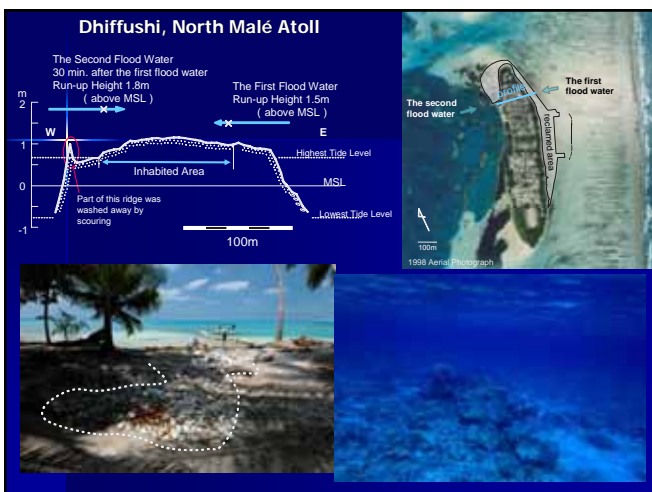 Dhiffushi, North Malé Atoll
The Second Flood Water
30 min. after the first flood water
Run-up Height 1.8m
( above MSL )
The First Flood Water
Run-up Height 1.5m
( above MSL )
m
2
W
E
1
Highest Tide Level
Inhabited Area
0
MSL
Part of this ridge was
washed away by
scouring
Lowest Tide Level
-1
100m
profile
The first
flood water
The second
flood water
reclaimed area
L
100m
1998 Aerial Photograph